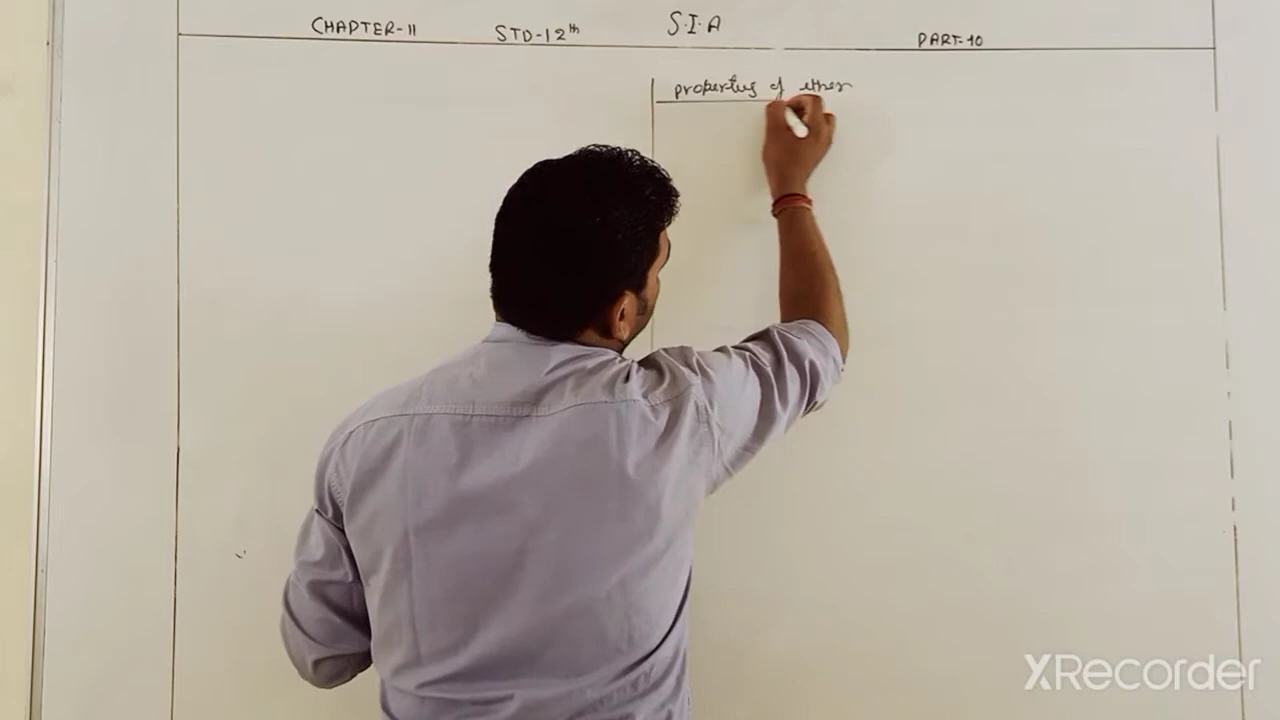 CHAPTER-11 STD-12th S.I.A PART-10
properties of ether
XRecorder